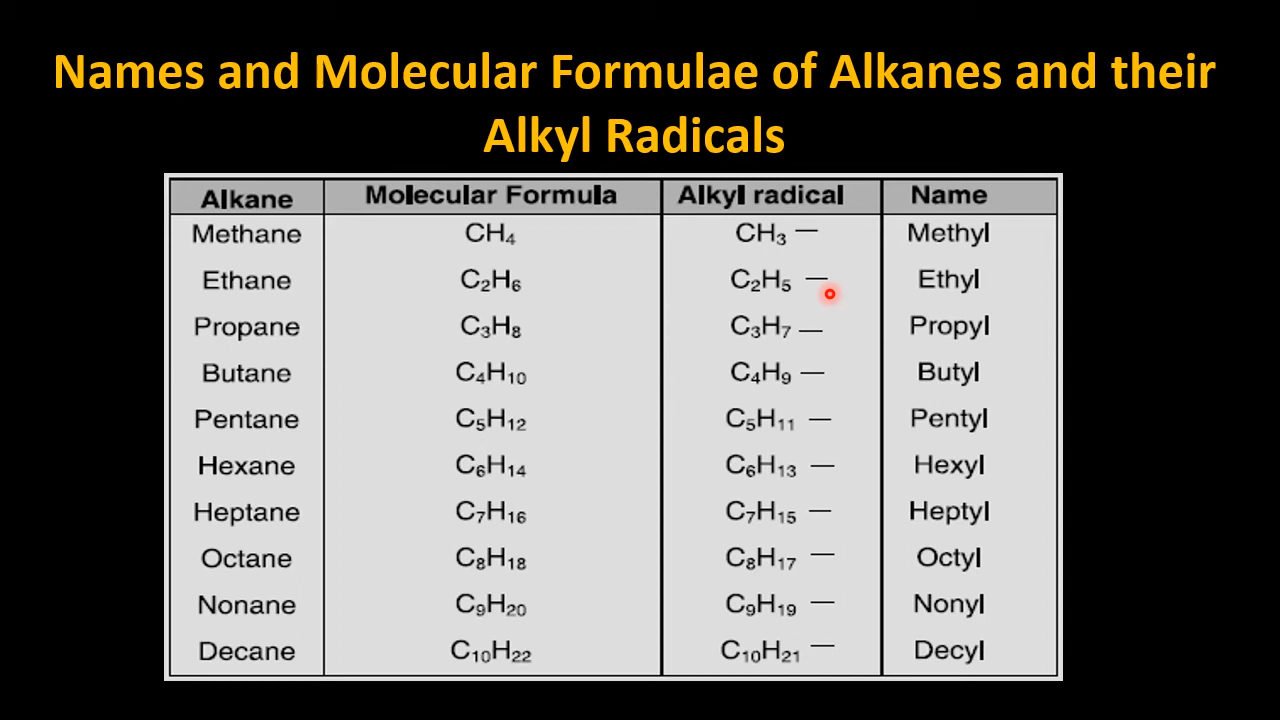 Names and Molecular Formulae of Alkanes and their
Alkyl Radicals
Alkane Molecular Formula Alkyl radical Name
Methane CH₄ CH₃ — Methyl
Ethane C₂H₆ C₂H₅ — Ethyl
Propane C₃H₈ C₃H₇ — Propyl
Butane C₄H₁₀ C₄H₉ — Butyl
Pentane C₅H₁₂ C₅H₁₁ — Pentyl
Hexane C₆H₁₄ C₆H₁₃ — Hexyl
Heptane C₇H₁₆ C₇H₁₅ — Heptyl
Octane C₈H₁₈ C₈H₁₇ — Octyl
Nonane C₉H₂₀ C₉H₁₉ — Nonyl
Decane C₁₀H₂₂ C₁₀H₂₁ — Decyl